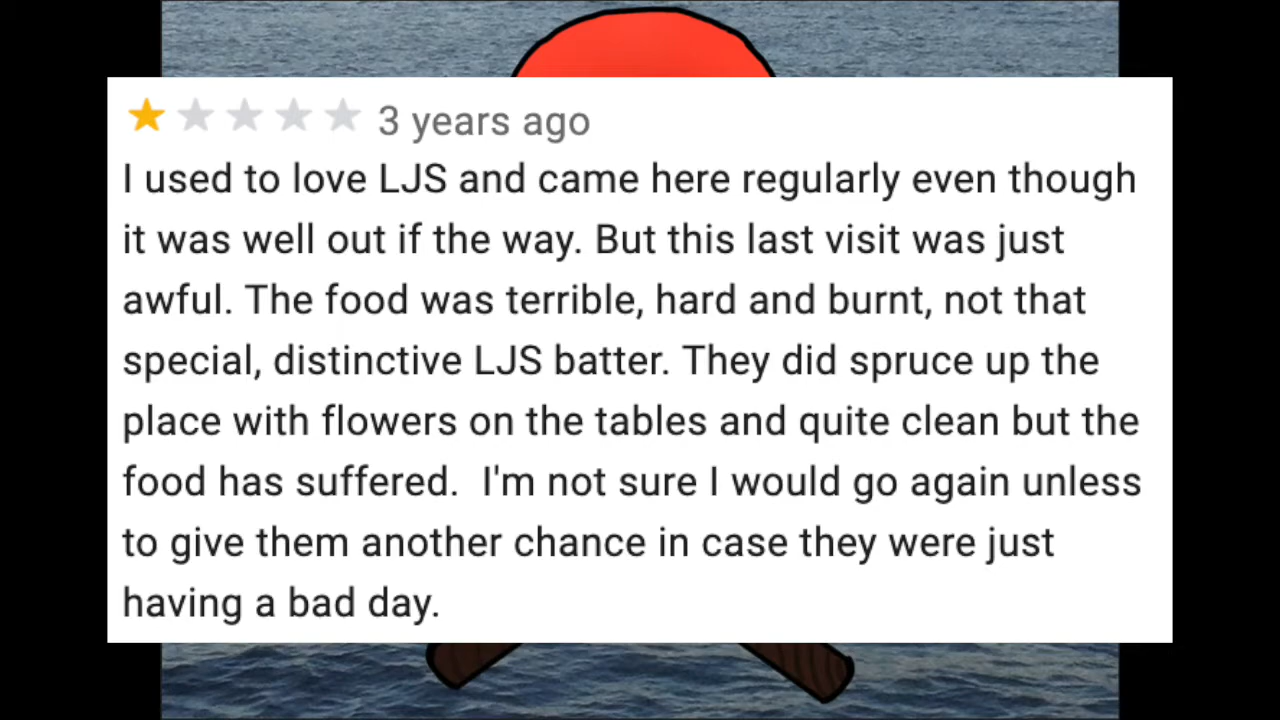 3 years ago
I used to love LJS and came here regularly even though
it was well out if the way. But this last visit was just
awful. The food was terrible, hard and burnt, not that
special, distinctive LJS batter. They did spruce up the
place with flowers on the tables and quite clean but the
food has suffered.  I'm not sure I would go again unless
to give them another chance in case they were just
having a bad day.